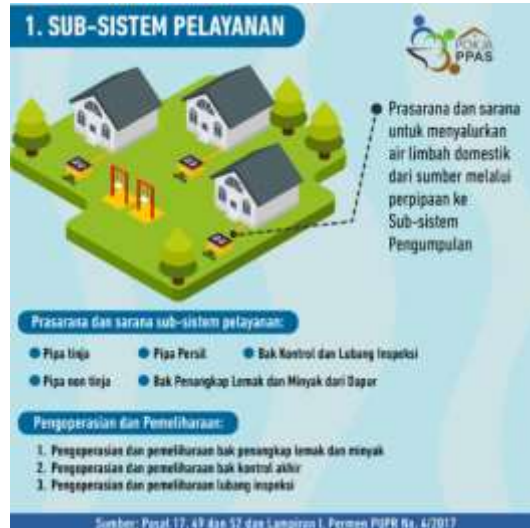 1. SUB-SISTEM PELAYANAN
POKJA
PPAS
Prasarana dan sarana
untuk menyalurkan
air limbah domestik
dari sumber melalui
perpipaan ke
Sub-sistem
Pengumpulan
Prasarana dan sarana sub-sistem pelayanan:
Pipa tinja
Pipa Persil
Bak Kontrol dan Lubang Inspeksi
Pipa non tinja
Bak Penangkap Lemak dan Minyak dari Dapur
Pengoperasian dan Pemeliharaan:
1. Pengoperasian dan pemeliharaan bak penangkap lemak dan minyak
2. Pengoperasian dan pemeliharaan bak kontrol akhir
3. Pengoperasian dan pemeliharaan lubang inspeksi
Sumber: Pasal 17, 49 dan 52 dan Lampiran I, Permen PUPR No. 4/2017